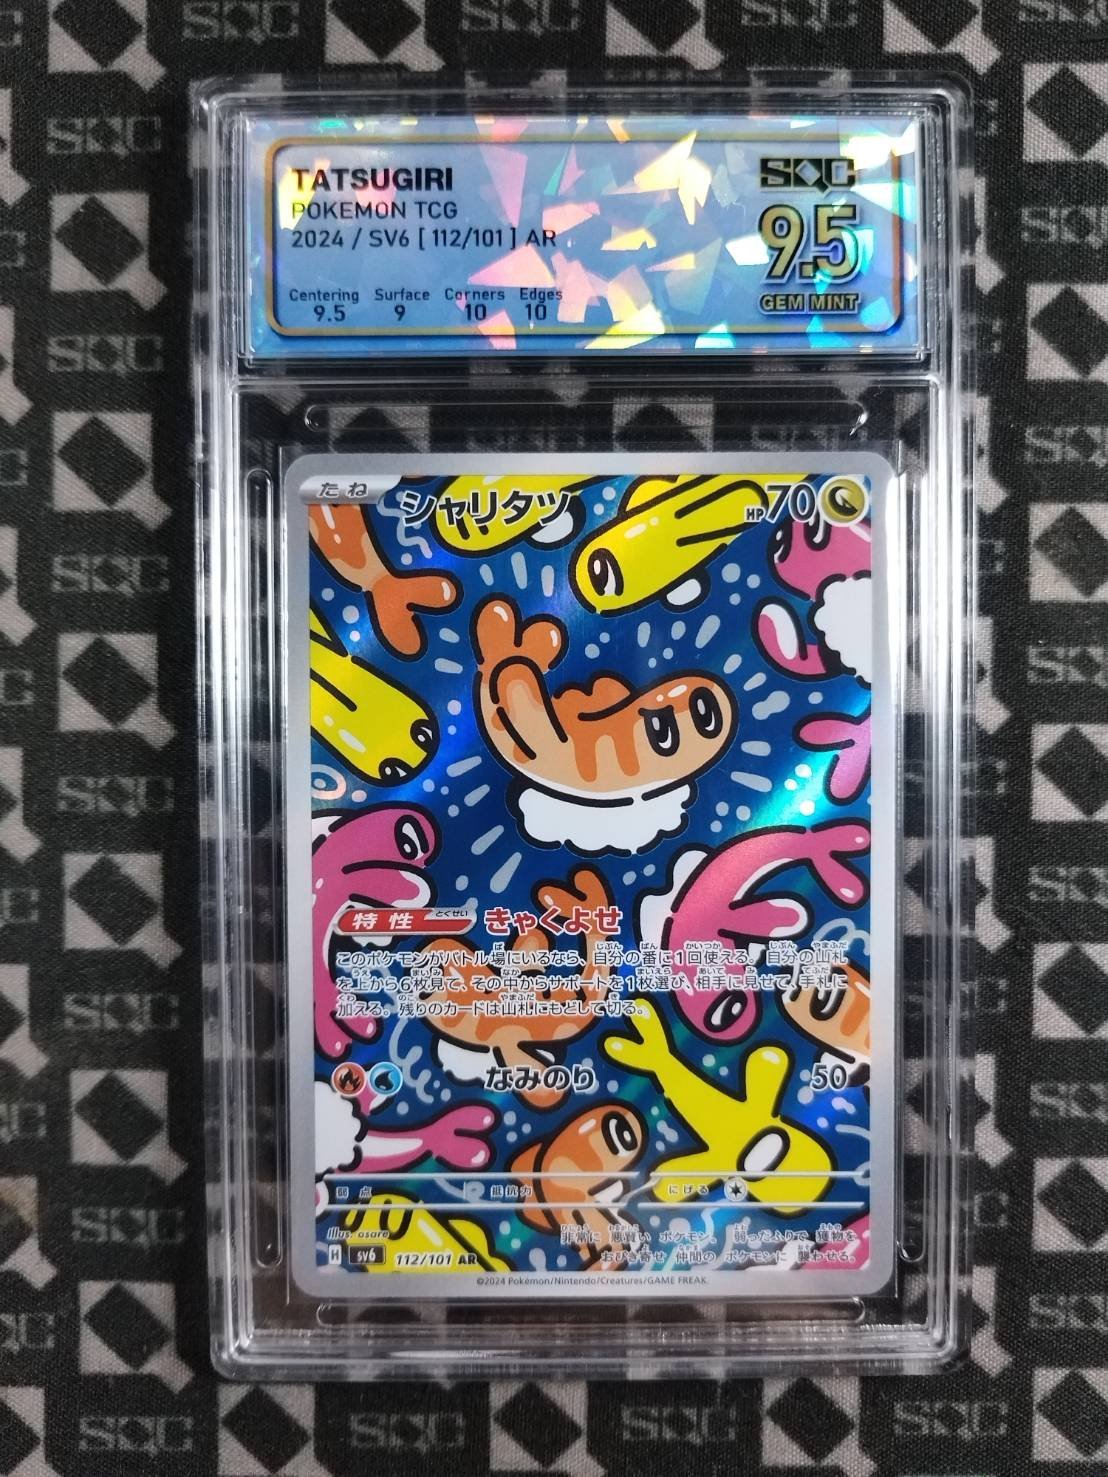 TATSUGIRI
POKEMON TCG
2024 / SV6 [ 112/101 ] AR
Centering Surface Corners Edges
9.5 9 10 10
SQC
9.5
GEM MINT
たね シャリタツ HP70
特性 とくせい きゃくよせ
このポケモンがバトル場にいるなら、自分の番に1回使える。自分の山札
を上から6枚見て、その中からサポートを1枚選び、相手に見せて、手札に
加える。残りのカードは山札にもどして切る。
なみのり 50
弱点 抵抗力 にげる
Illus. asare
H sv6 112/101 AR
非常に 悪賢い ポケモン。 弱ったふりで 獲物を
おびき寄せ 仲間の ポケモンに 襲わせる。
©2024 Pokémon/Nintendo/Creatures/GAME FREAK.